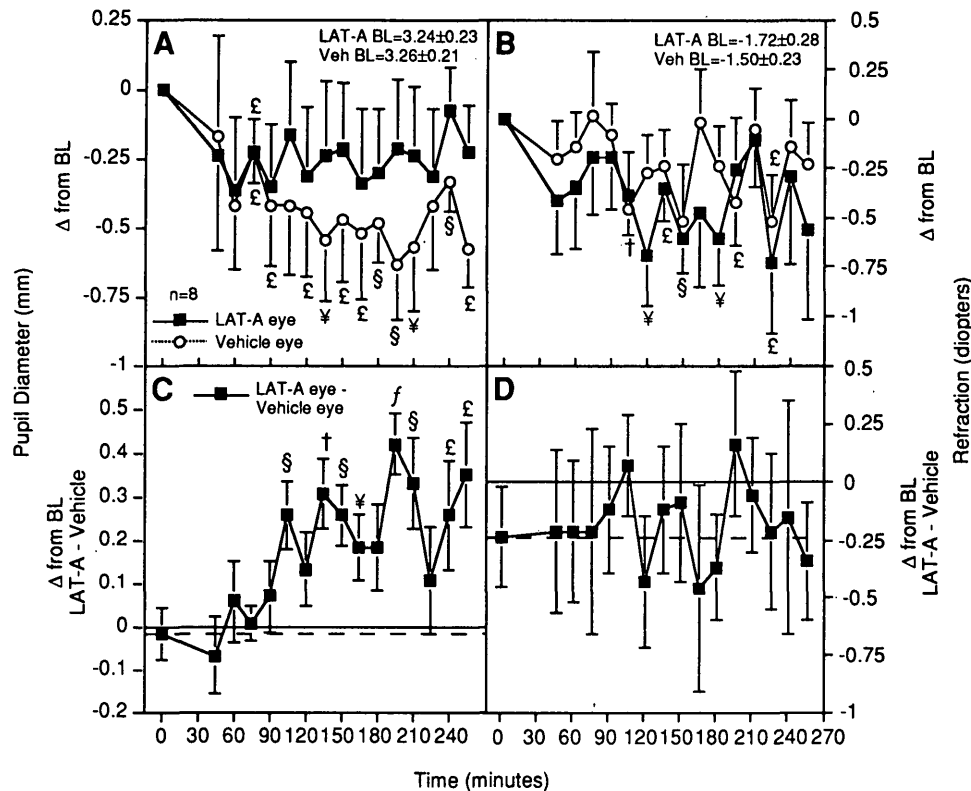 A
LAT-A BL=3.24±0.23
Veh BL=3.26±0.21
0.25
0
-0.25
-0.5
-0.75
-1
Δ from BL
£
£
£
£
¥
£
£
§
§
¥
§
£
n=8
LAT-A eye
Vehicle eye
B
LAT-A BL=-1.72±0.28
Veh BL=-1.50±0.23
0.5
0.25
0
-0.25
-0.5
-0.75
-1
Δ from BL
†
¥
£
§
¥
£
£
£
Pupil Diameter (mm)
Refraction (diopters)
C
LAT-A eye -
Vehicle eye
0.5
0.4
0.3
0.2
0.1
0
-0.1
-0.2
Δ from BL
LAT-A - Vehicle
§
†
§
¥
ƒ
§
£
£
0 30 60 90 120 150 180 210 240
D
0.5
0.25
0
-0.25
-0.5
-0.75
-1
Δ from BL
LAT-A - Vehicle
0 30 60 90 120 150 180 210 240 270
Time (minutes)